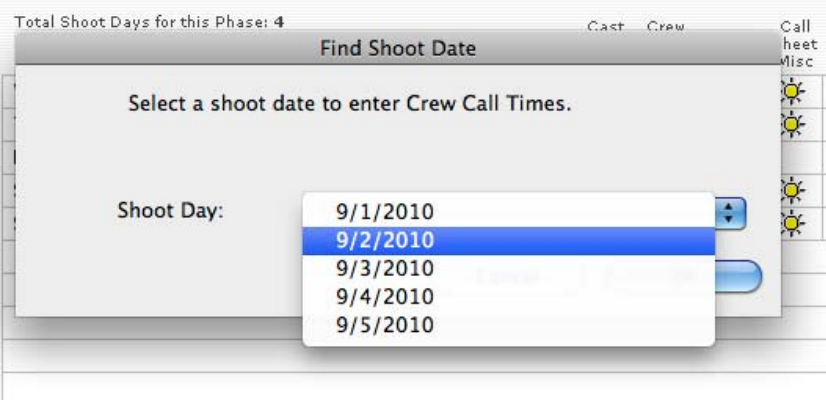 Total Shoot Days for this Phase: 4
Cast Crew Call
heet
Misc
Find Shoot Date
Select a shoot date to enter Crew Call Times.
Shoot Day:
9/1/2010
9/2/2010
9/3/2010
9/4/2010
9/5/2010